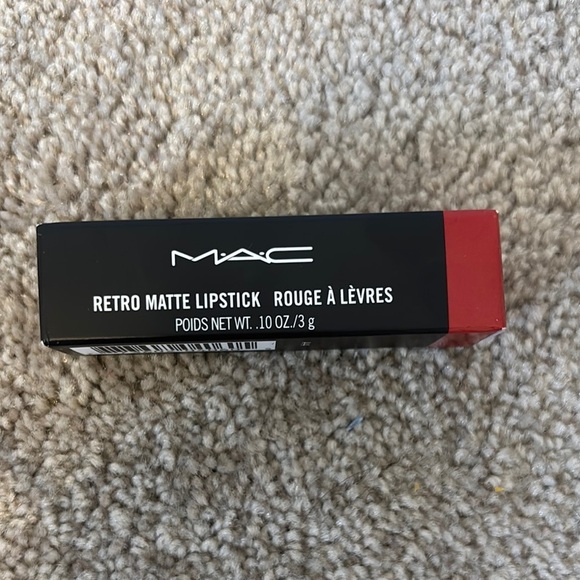 M·A·C
RETRO MATTE LIPSTICK ROUGE À LÈVRES
POIDS NET WT. .10 OZ./3 g